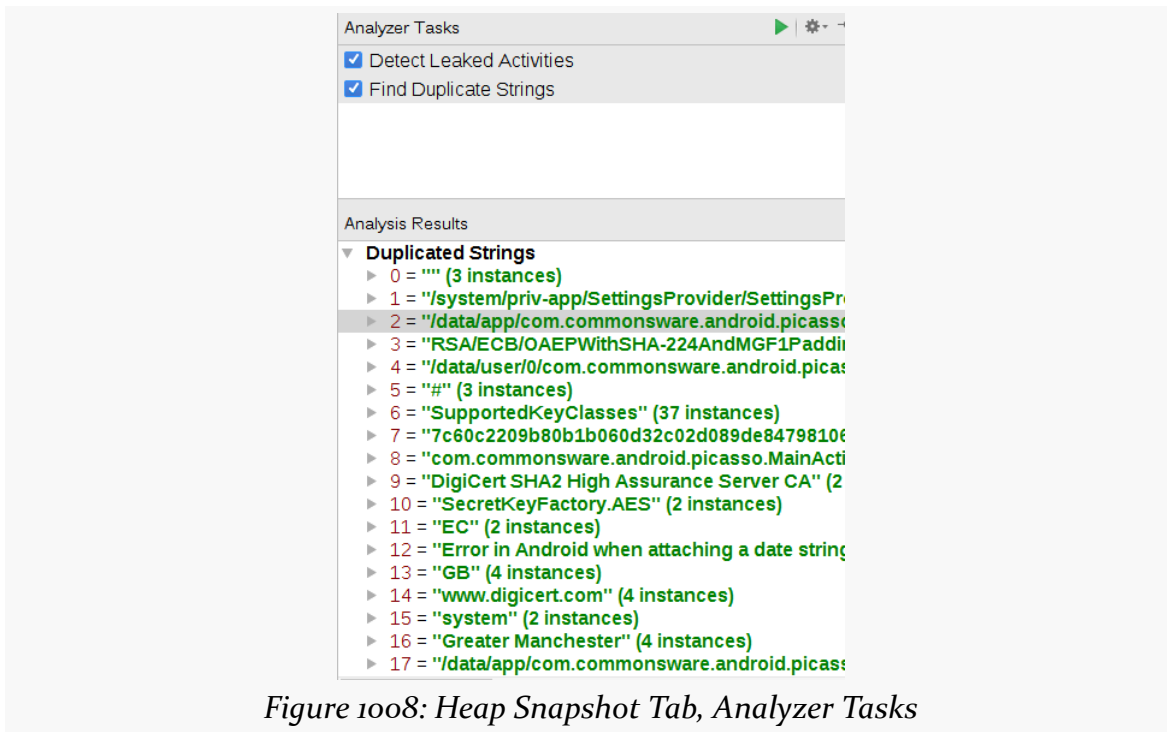 Analyzer Tasks
Detect Leaked Activities
Find Duplicate Strings
Analysis Results
Duplicated Strings
0 = "" (3 instances)
1 = "/system/priv-app/SettingsProvider/SettingsPr
2 = "/data/app/com.commonsware.android.picasso
3 = "RSA/ECB/OAEPWithSHA-224AndMGF1Paddin
4 = "/data/user/0/com.commonsware.android.picas
5 = "#" (3 instances)
6 = "SupportedKeyClasses" (37 instances)
7 = "7c60c2209b80b1b060d32c02d089de84798106
8 = "com.commonsware.android.picasso.MainActi
9 = "DigiCert SHA2 High Assurance Server CA" (2
10 = "SecretKeyFactory.AES" (2 instances)
11 = "EC" (2 instances)
12 = "Error in Android when attaching a date string
13 = "GB" (4 instances)
14 = "www.digicert.com" (4 instances)
15 = "system" (2 instances)
16 = "Greater Manchester" (4 instances)
17 = "/data/app/com.commonsware.android.picass
Figure 1008: Heap Snapshot Tab, Analyzer Tasks